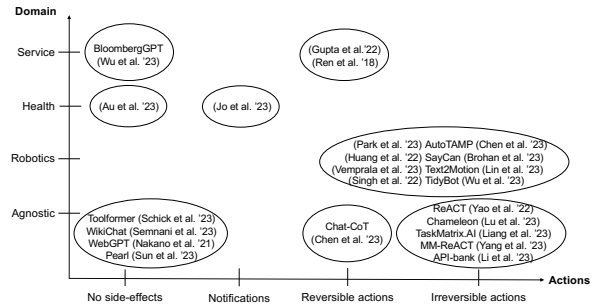 Domain
Service
BloombergGPT
(Wu et al. '23)
(Gupta et al.'22)
(Ren et al. '18)
Health
(Au et al. '23)
(Jo et al. '23)
Robotics
(Park et al. '23) AutoTAMP (Chen et al. '23)
(Huang et al. '22) SayCan (Brohan et al. '23)
(Vemprala et al. '23) Text2Motion (Lin et al. '23)
(Singh et al. '22) TidyBot (Wu et al. '23)
Agnostic
Toolformer (Schick et al. '23)
WikiChat (Semnani et al. '23)
WebGPT (Nakano et al. '21)
Pearl (Sun et al. '23)
Chat-CoT
(Chen et al. '23)
ReACT (Yao et al. '22)
Chameleon (Lu et al. '23)
TaskMatrix.AI (Liang et al. '23)
MM-ReACT (Yang et al. '23)
API-bank (Li et al. '23)
Actions
No side-effects
Notifications
Reversible actions
Irreversible actions